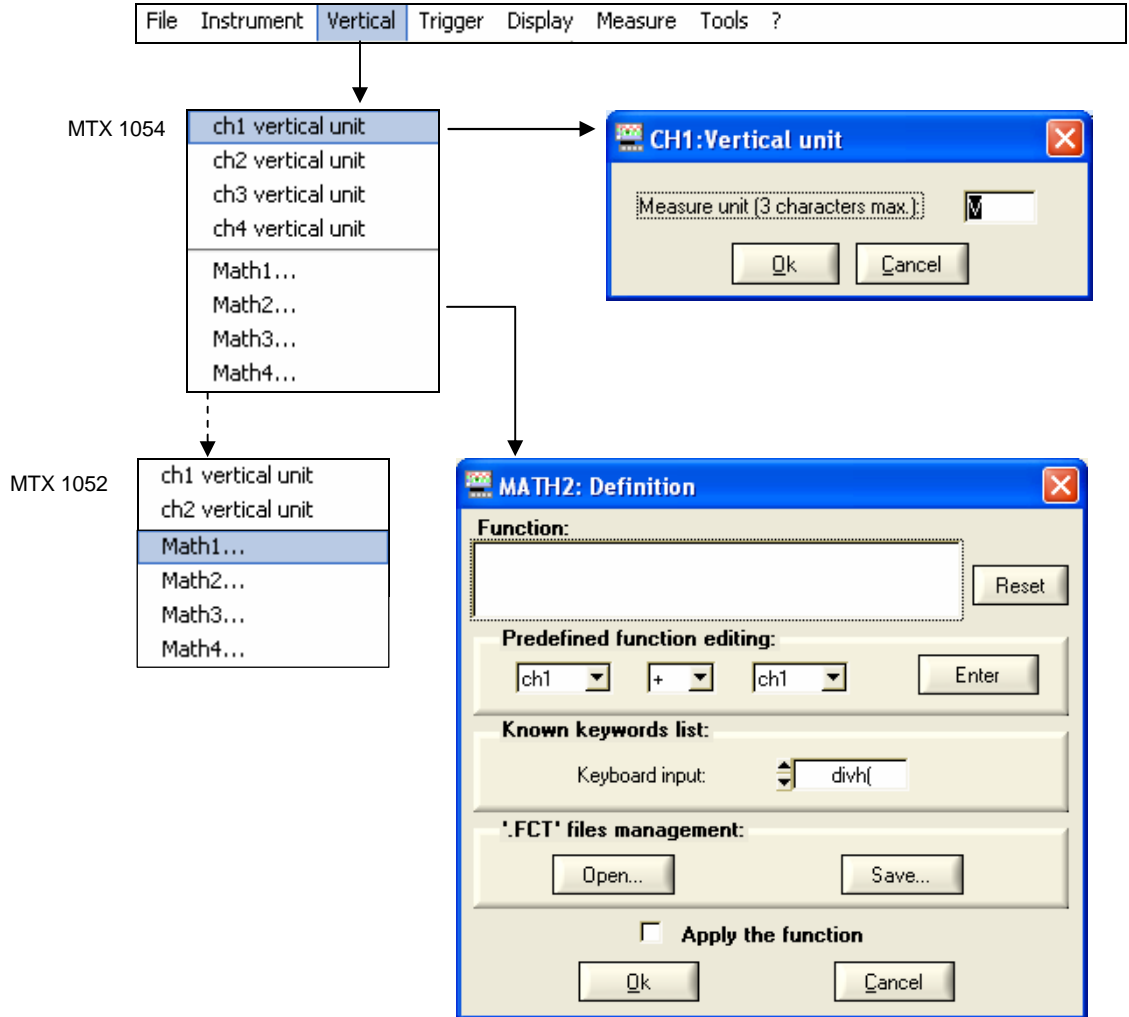 File Instrument Vertical Trigger Display Measure Tools ?
MTX 1054
ch1 vertical unit
ch2 vertical unit
ch3 vertical unit
ch4 vertical unit
Math1...
Math2...
Math3...
Math4...
CH1:Vertical unit
Measure unit (3 characters max.): V
Ok Cancel
MTX 1052
ch1 vertical unit
ch2 vertical unit
Math1...
Math2...
Math3...
Math4...
MATH2: Definition
Function:
Reset
Predefined function editing:
ch1 + ch1 Enter
Known keywords list:
Keyboard input: divh(
'.FCT' files management:
Open... Save...
Apply the function
Ok Cancel